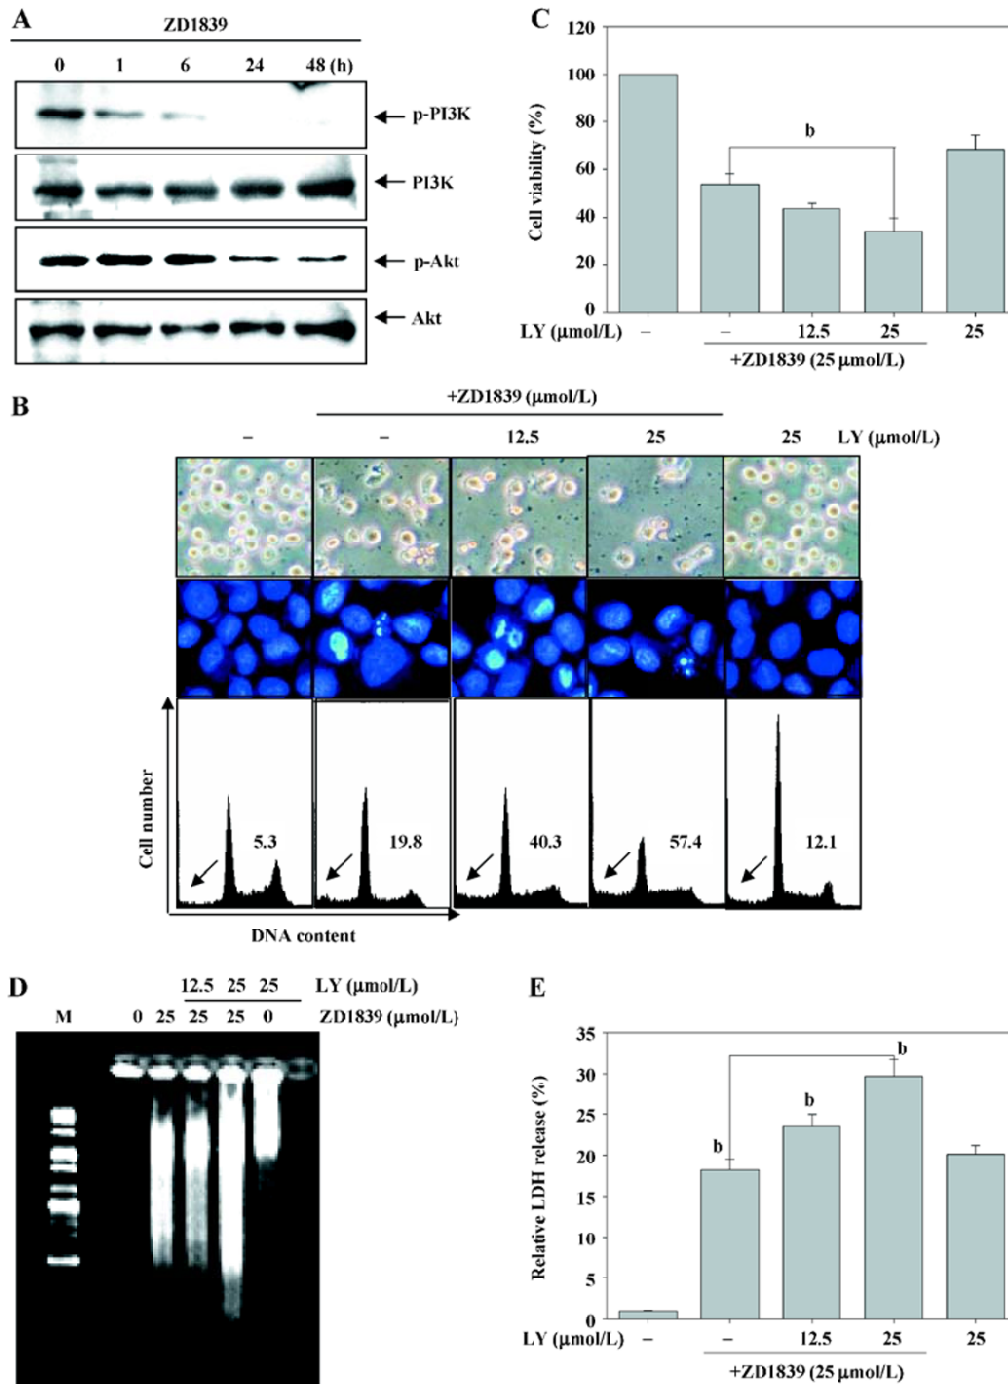 A
ZD1839
0 1 6 24 48 (h)
p-PI3K
PI3K
p-Akt
Akt
C
120
100
80
60
40
20
0
Cell viability (%)
b
LY (μmol/L) – – 12.5 25 25
+ZD1839 (25 μmol/L)
B
+ZD1839 (μmol/L)
– – 12.5 25 25 LY (μmol/L)
Cell number
5.3 19.8 40.3 57.4 12.1
DNA content
D
12.5 25 25 LY (μmol/L)
M 0 25 25 25 0 ZD1839 (μmol/L)
E
35
30
25
20
15
10
5
0
Relative LDH release (%)
b
b
b
LY (μmol/L) – – 12.5 25 25
+ZD1839 (25 μmol/L)